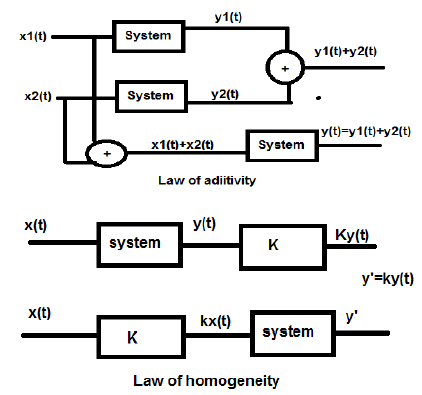 y1(t)
x1(t) System y1(t)+y2(t)
+
x2(t) System y2(t)
y(t)=y1(t)+y2(t)
+ x1(t)+x2(t) System
Law of adiitivity
x(t) system y(t) K Ky(t)
y'=ky(t)
x(t) K kx(t) system y'
Law of homogeneity